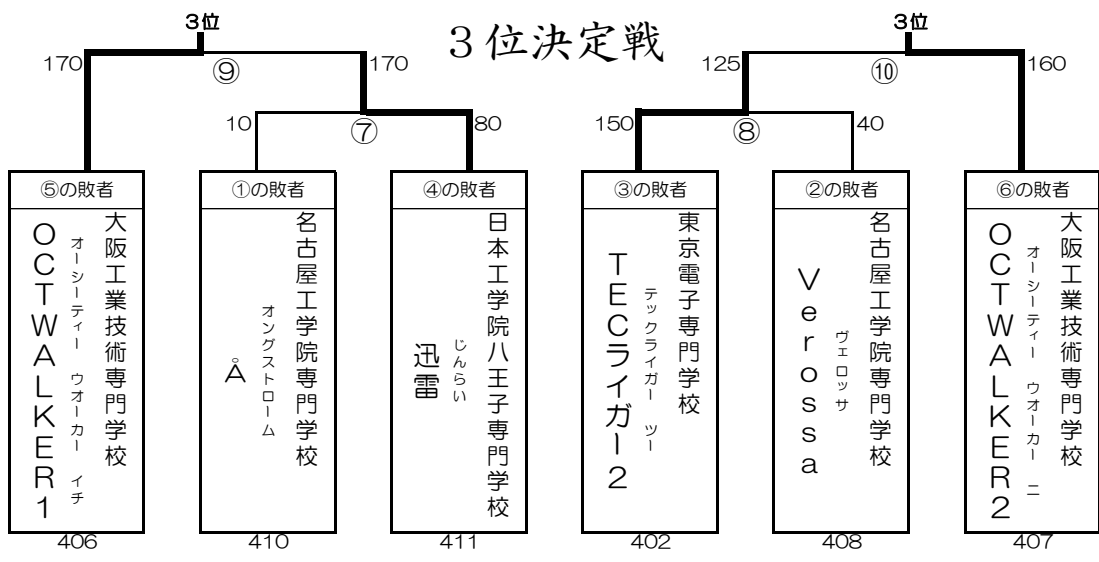 3位決定戦
3位
3位
170
⑨
170
125
⑩
160
10
⑦
80
150
⑧
40
⑤の敗者
大阪工業技術専門学校
オーシーティー ウオーカー イチ
OCTWALKER1
406
①の敗者
名古屋工学院専門学校
オングストローム
Å
410
④の敗者
日本工学院八王子専門学校
じんらい
迅雷
411
③の敗者
東京電子専門学校
テックライガー ツー
TECライガー2
402
②の敗者
名古屋工学院専門学校
ヴェロッサ
Verossa
408
⑥の敗者
大阪工業技術専門学校
オーシーティー ウオーカー ニ
OCTWALKER2
407